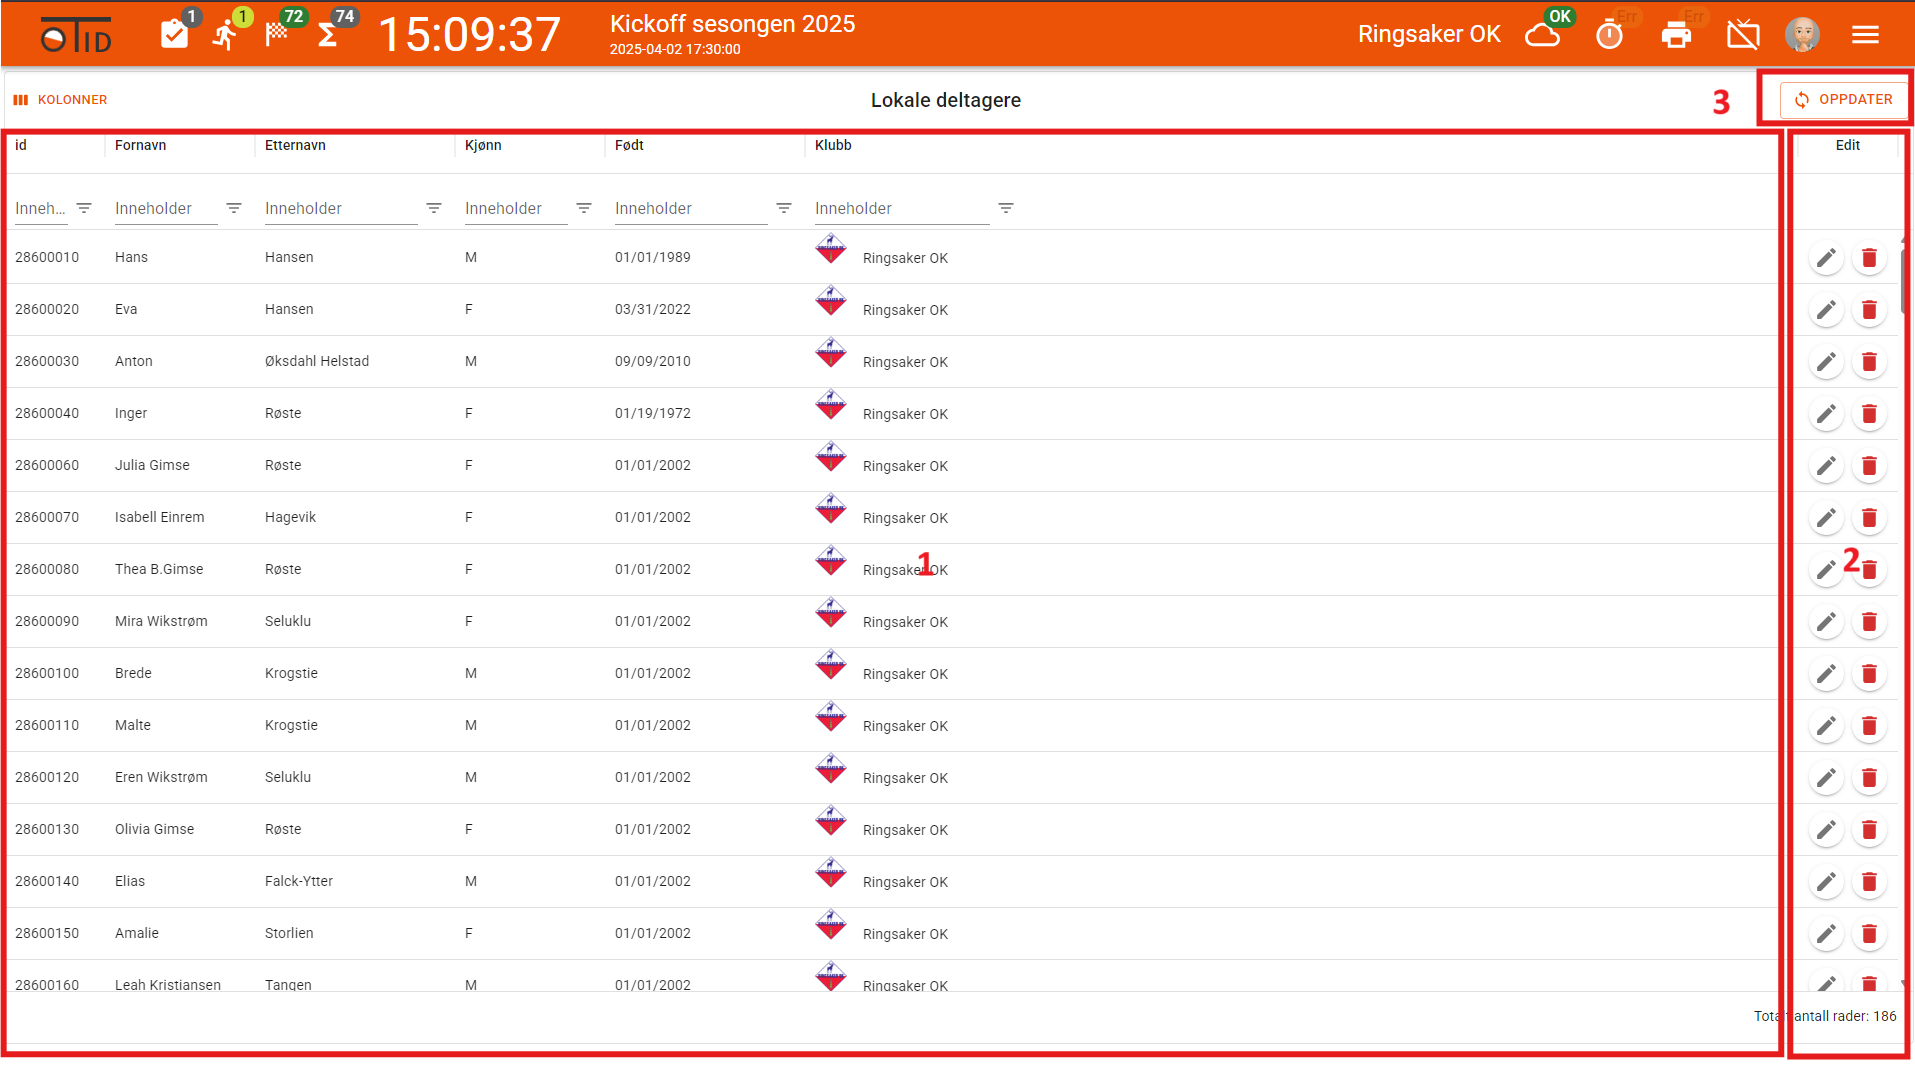 OTID
1
1
72
74
15:09:37
Kickoff sesongen 2025
2025-04-02 17:30:00
Ringsaker OK
OK
Err
Err
KOLONNER
Lokale deltagere
3
OPPDATER
id Fornavn Etternavn Kjønn Født Klubb Edit
Inneh... Inneholder Inneholder Inneholder Inneholder Inneholder
28600010 Hans Hansen M 01/01/1989 Ringsaker OK
28600020 Eva Hansen F 03/31/2022 Ringsaker OK
28600030 Anton Øksdahl Helstad M 09/09/2010 Ringsaker OK
28600040 Inger Røste F 01/19/1972 Ringsaker OK
28600060 Julia Gimse Røste F 01/01/2002 Ringsaker OK
28600070 Isabell Einrem Hagevik F 01/01/2002 Ringsaker OK
28600080 Thea B.Gimse Røste F 01/01/2002 Ringsaker OK
1
2
28600090 Mira Wikstrøm Seluklu F 01/01/2002 Ringsaker OK
28600100 Brede Krogstie M 01/01/2002 Ringsaker OK
28600110 Malte Krogstie M 01/01/2002 Ringsaker OK
28600120 Eren Wikstrøm Seluklu M 01/01/2002 Ringsaker OK
28600130 Olivia Gimse Røste F 01/01/2002 Ringsaker OK
28600140 Elias Falck-Ytter M 01/01/2002 Ringsaker OK
28600150 Amalie Storlien F 01/01/2002 Ringsaker OK
28600160 Leah Kristiansen Tangen M 01/01/2002 Ringsaker OK
Totalt antall rader: 186